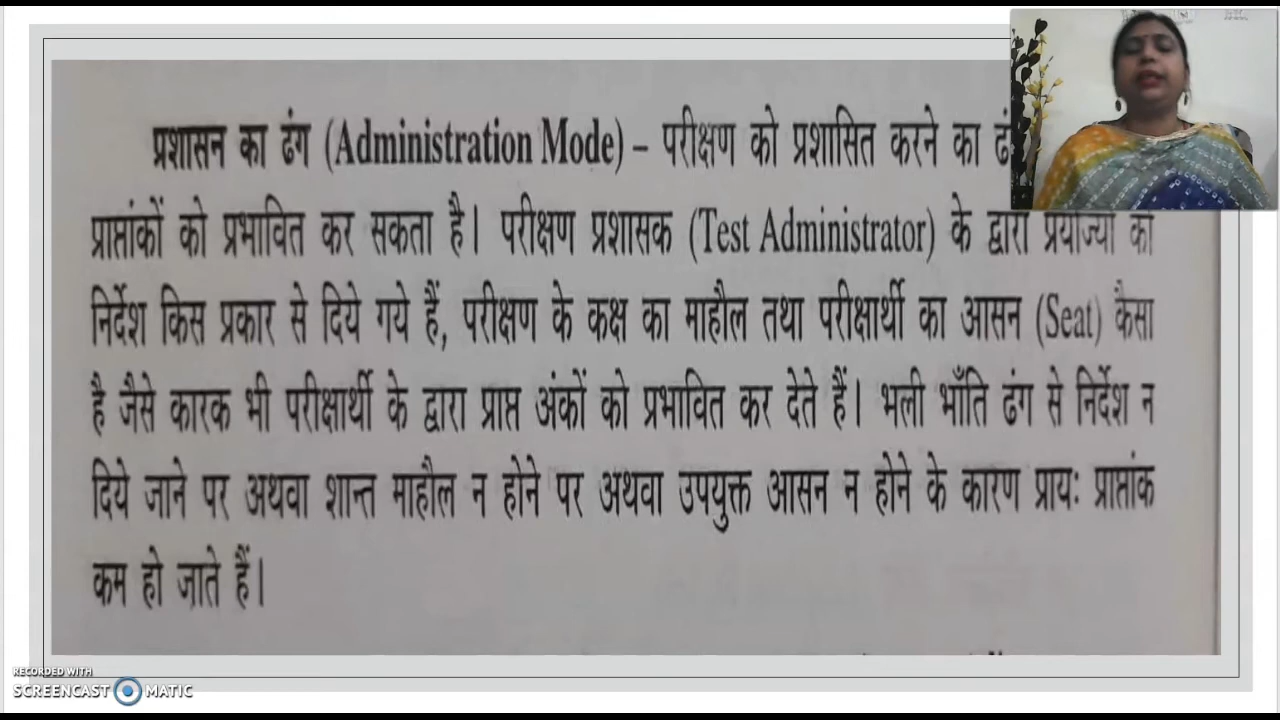 प्रशासन का ढंग (Administration Mode) – परीक्षण को प्रशासित करने का
प्राप्तांकों को प्रभावित कर सकता है। परीक्षण प्रशासक (Test Administrator) के द्वारा प्रयोज्यों को
निर्देश किस प्रकार से दिये गये हैं, परीक्षण के कक्ष का माहौल तथा परीक्षार्थी का आसन (Seat) कैसा
है जैसे कारक भी परीक्षार्थी के द्वारा प्राप्त अंकों को प्रभावित कर देते हैं। भली भाँति ढंग से निर्देश न
दिये जाने पर अथवा शान्त माहौल न होने पर अथवा उपयुक्त आसन न होने के कारण प्रायः प्राप्तांक
कम हो जाते हैं।
RECORDED WITH
SCREENCAST MATIC